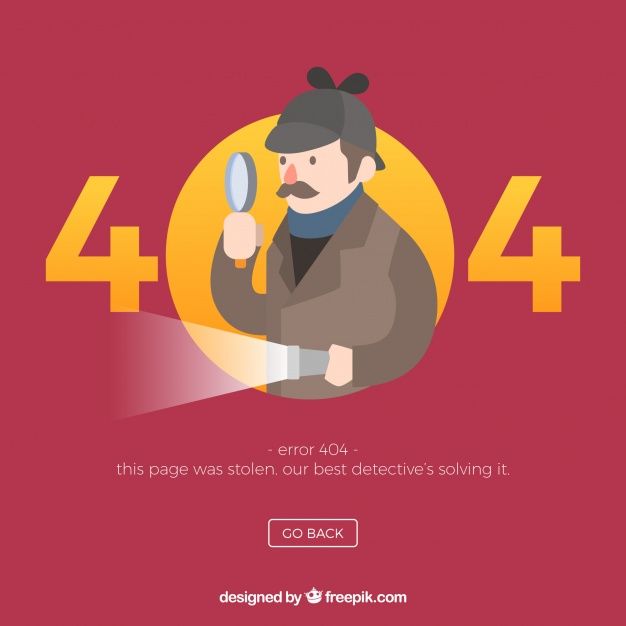 404
- error 404 -
this page was stolen. our best detective's solving it.
GO BACK
designed by freepik.com